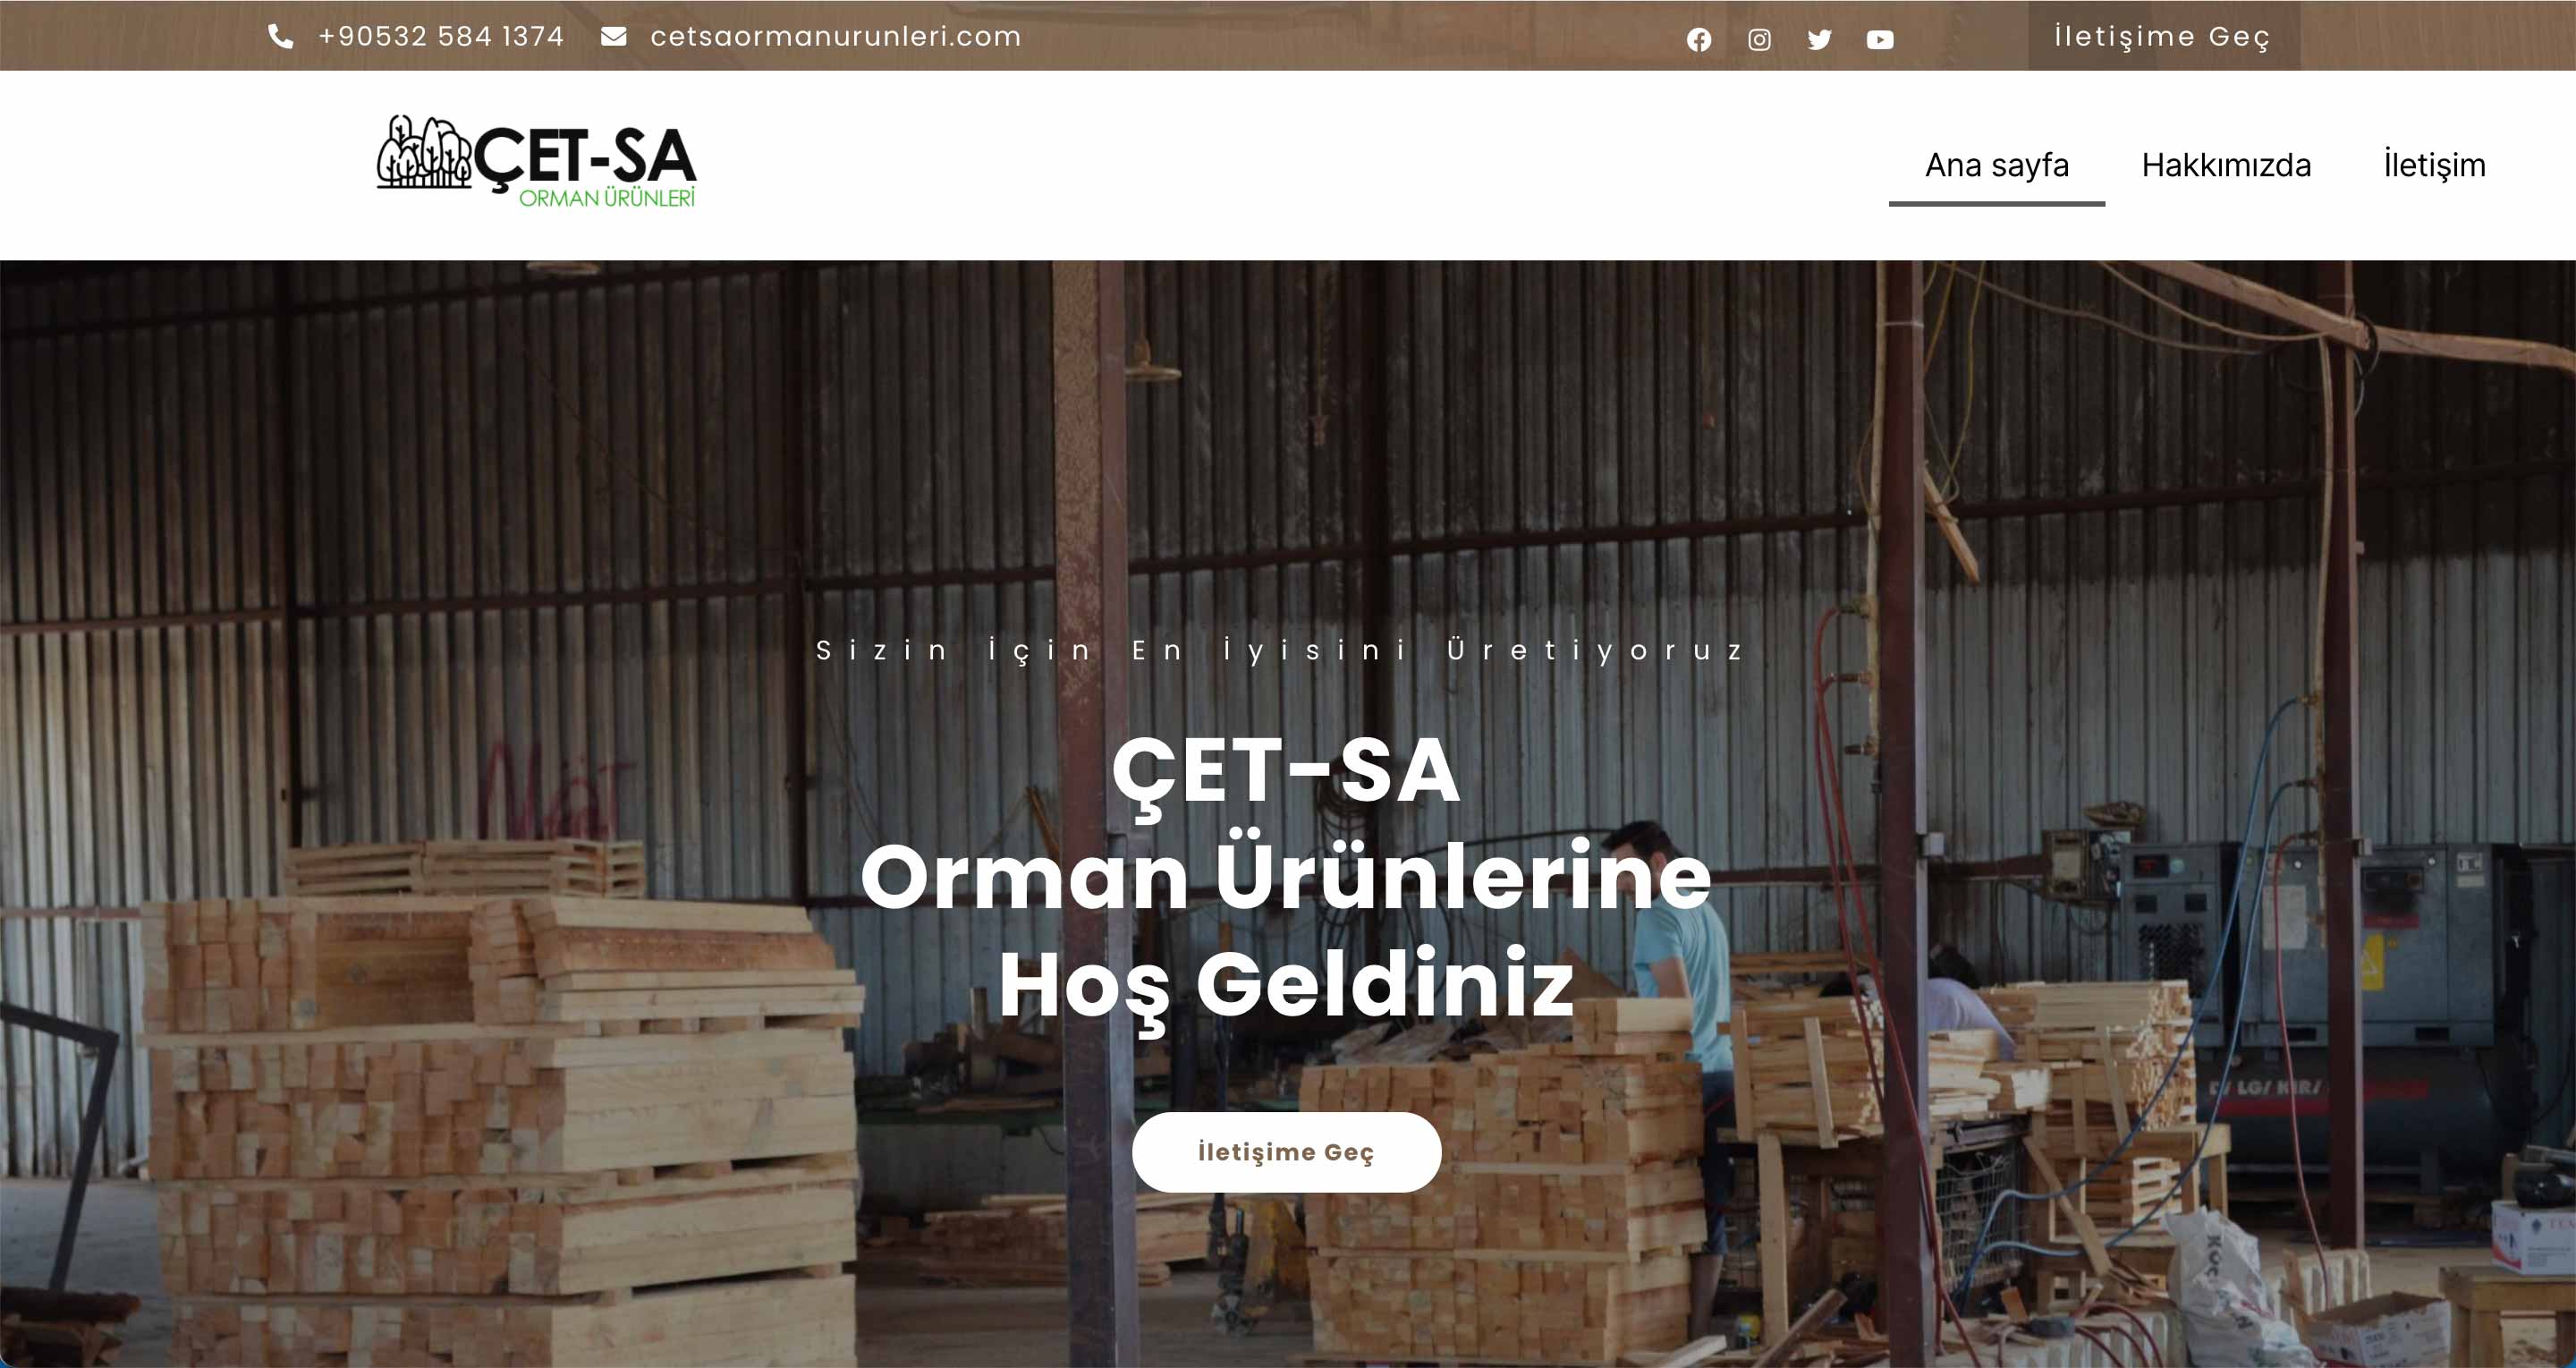 +90532 584 1374 cetsaormanurunleri.com İletişime Geç
ÇET-SA
ORMAN ÜRÜNLERİ
Ana sayfa Hakkımızda İletişim
Sizin İçin En İyisini Üretiyoruz
ÇET-SA
Orman Ürünlerine
Hoş Geldiniz
İletişime Geç